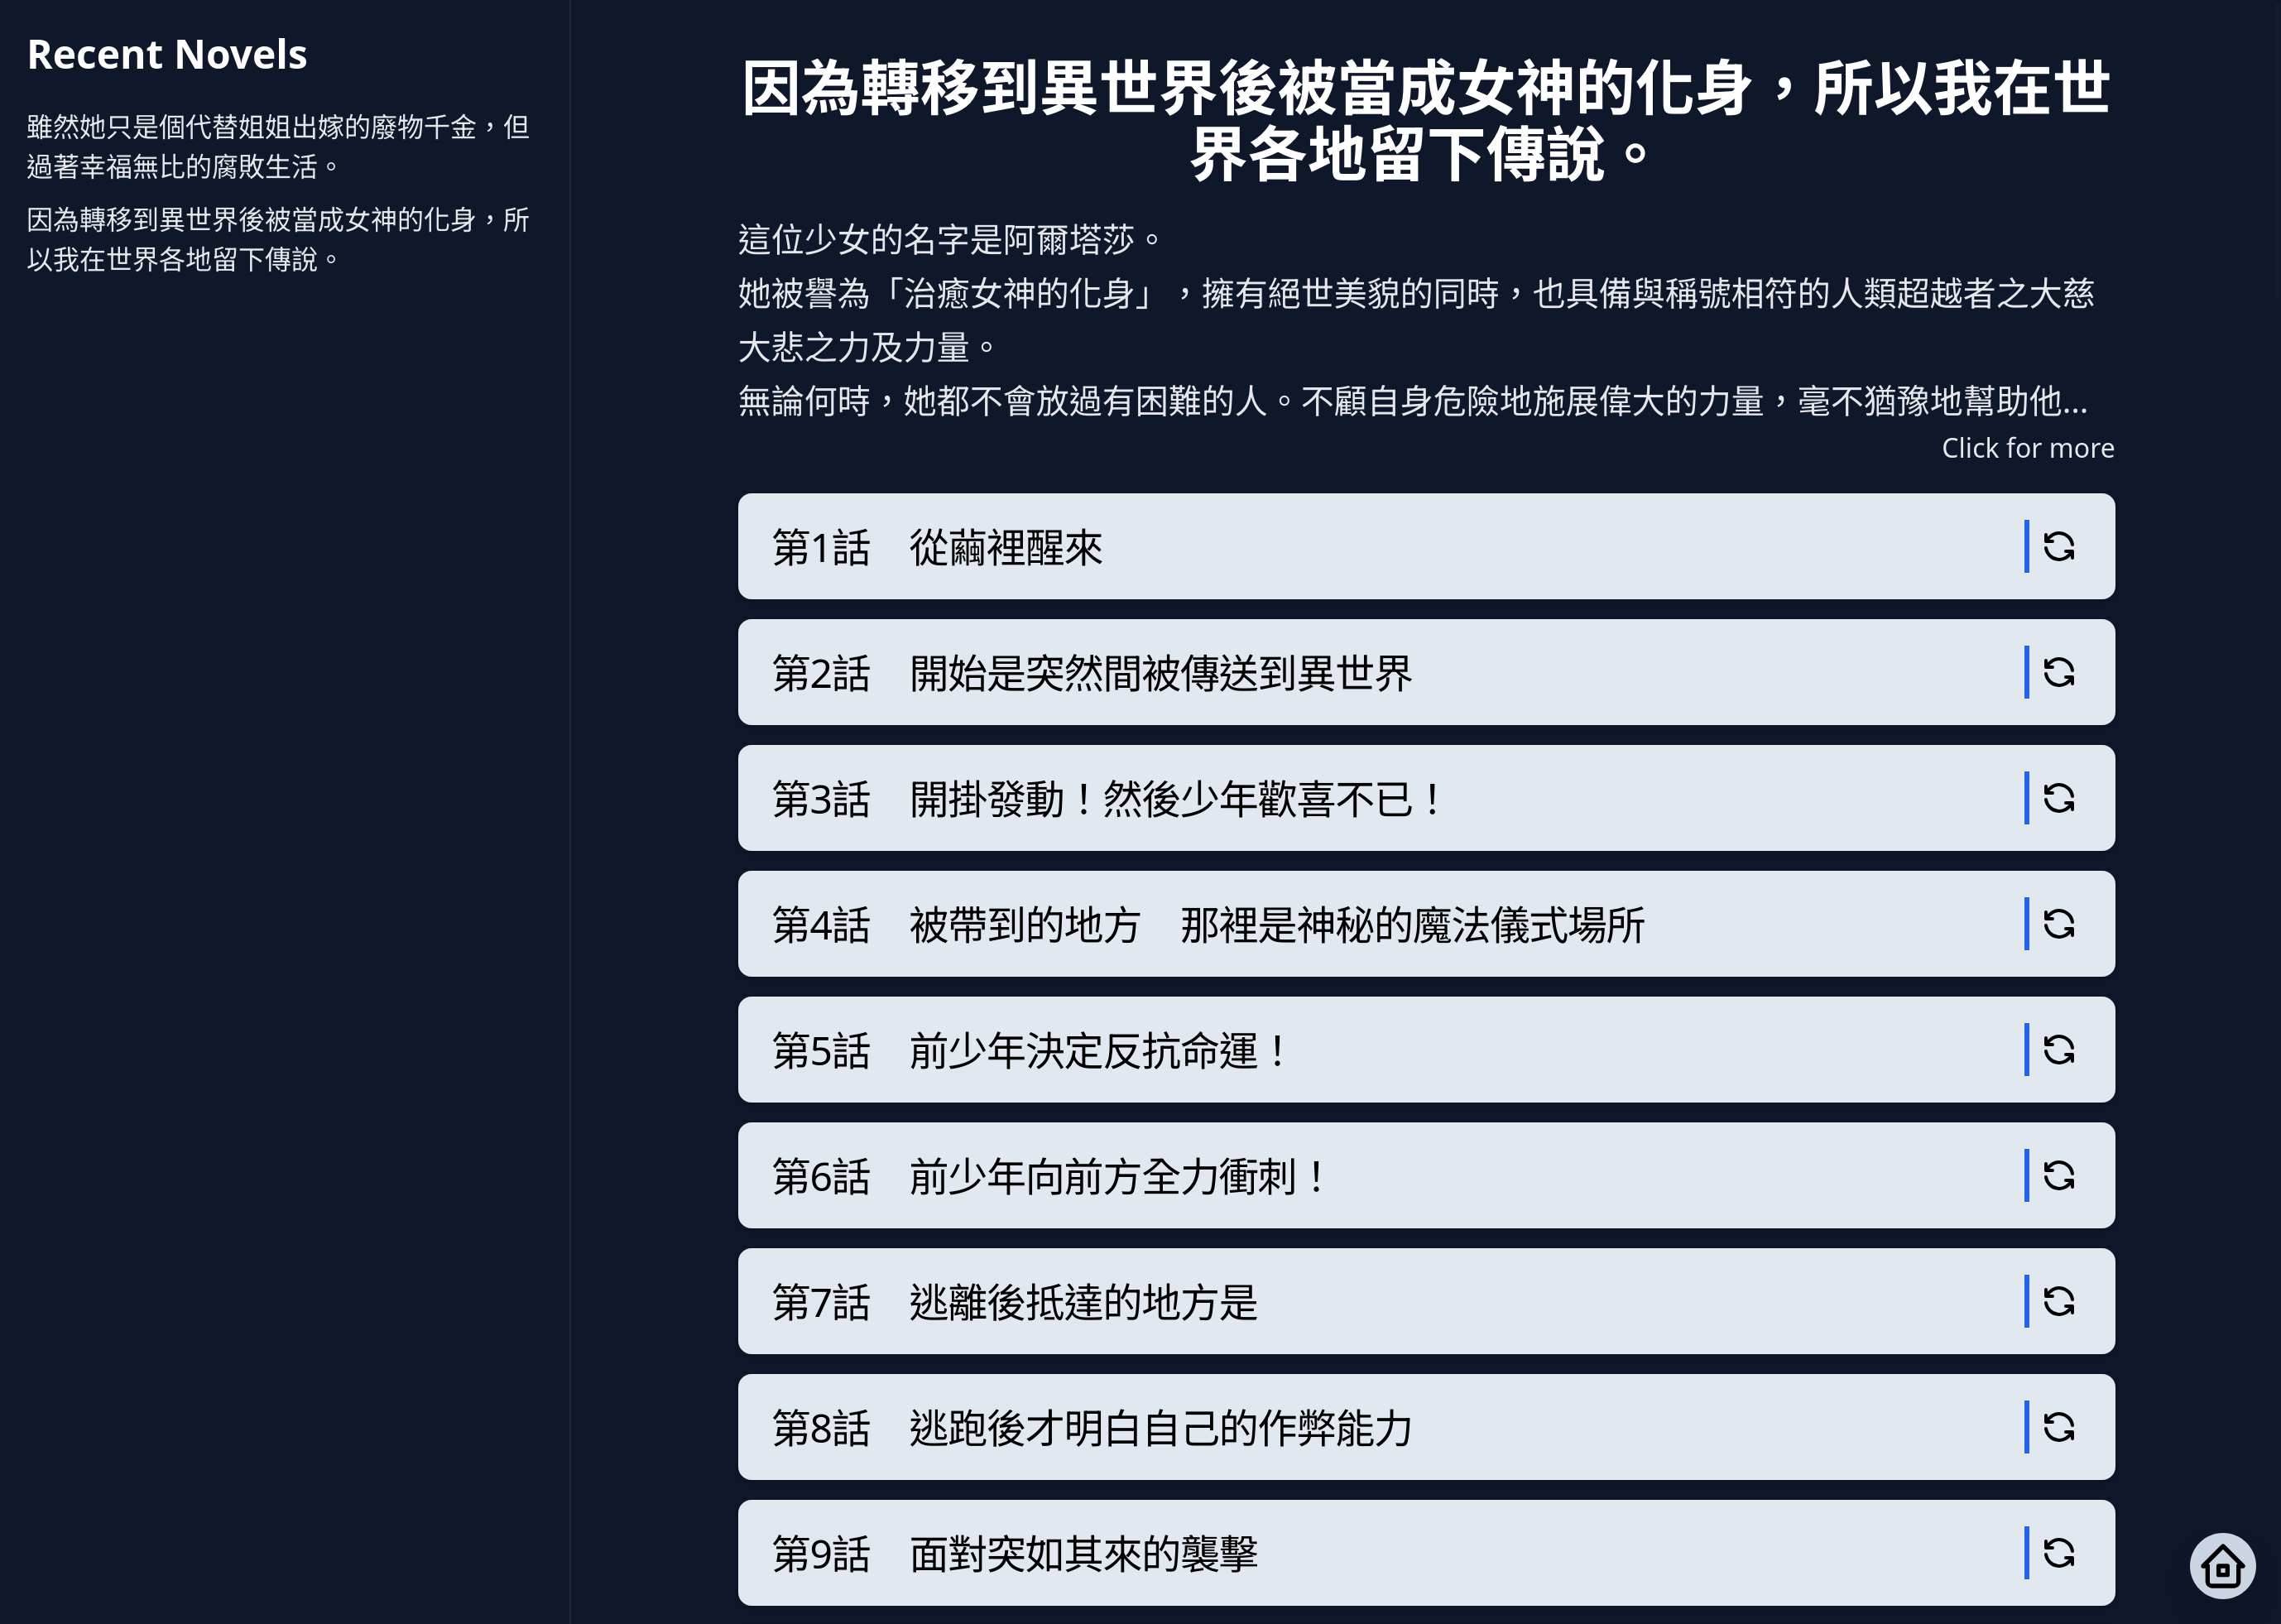 Recent Novels
雖然她只是個代替姐姐出嫁的廢物千金，但
過著幸福無比的腐敗生活。
因為轉移到異世界後被當成女神的化身，所
以我在世界各地留下傳說。
因為轉移到異世界後被當成女神的化身，所以我在世
界各地留下傳說。
這位少女的名字是阿爾塔莎。
她被譽為「治癒女神的化身」，擁有絕世美貌的同時，也具備與稱號相符的人類超越者之大慈
大悲之力及力量。
無論何時，她都不會放過有困難的人。不顧自身危險地施展偉大的力量，毫不猶豫地幫助他...
Click for more
第1話　從繭裡醒來
第2話　開始是突然間被傳送到異世界
第3話　開掛發動！然後少年歡喜不已！
第4話　被帶到的地方　那裡是神秘的魔法儀式場所
第5話　前少年決定反抗命運！
第6話　前少年向前方全力衝刺！
第7話　逃離後抵達的地方是
第8話　逃跑後才明白自己的作弊能力
第9話　面對突如其來的襲擊